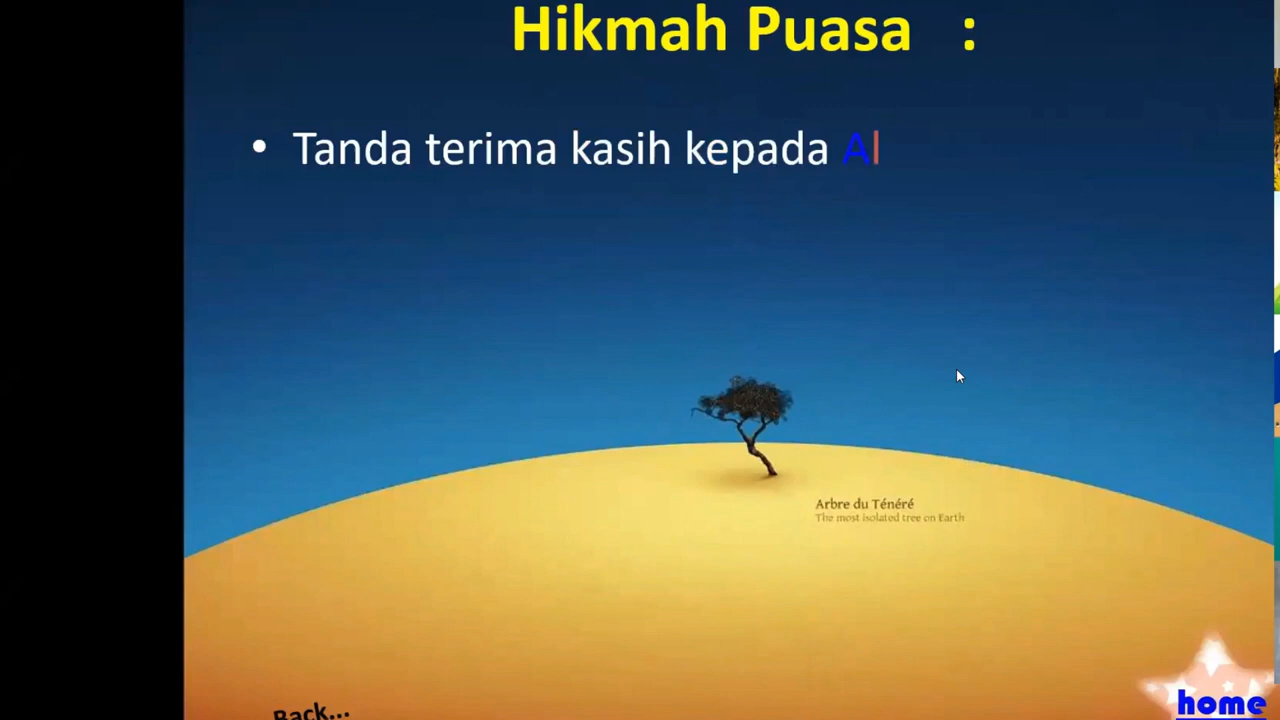 Hikmah Puasa :
• Tanda terima kasih kepada Al
Arbre du Ténéré
The most isolated tree on Earth
Back...
home